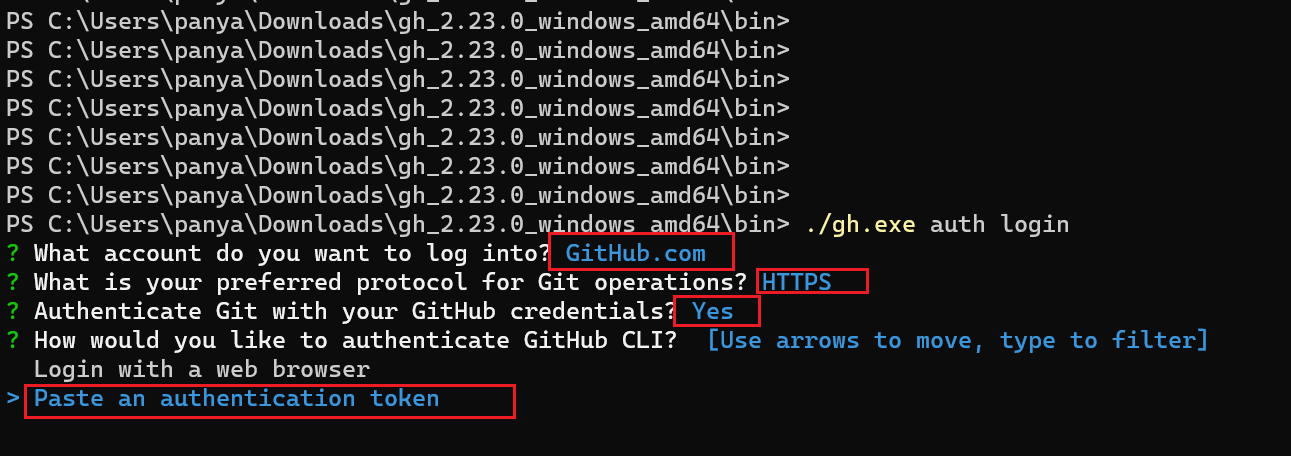 PS C:\Users\panya\Downloads\gh_2.23.0_windows_amd64\bin>
PS C:\Users\panya\Downloads\gh_2.23.0_windows_amd64\bin>
PS C:\Users\panya\Downloads\gh_2.23.0_windows_amd64\bin>
PS C:\Users\panya\Downloads\gh_2.23.0_windows_amd64\bin>
PS C:\Users\panya\Downloads\gh_2.23.0_windows_amd64\bin>
PS C:\Users\panya\Downloads\gh_2.23.0_windows_amd64\bin>
PS C:\Users\panya\Downloads\gh_2.23.0_windows_amd64\bin>
PS C:\Users\panya\Downloads\gh_2.23.0_windows_amd64\bin> ./gh.exe auth login
? What account do you want to log into? GitHub.com
? What is your preferred protocol for Git operations? HTTPS
? Authenticate Git with your GitHub credentials? Yes
? How would you like to authenticate GitHub CLI?  [Use arrows to move, type to filter]
  Login with a web browser
> Paste an authentication token